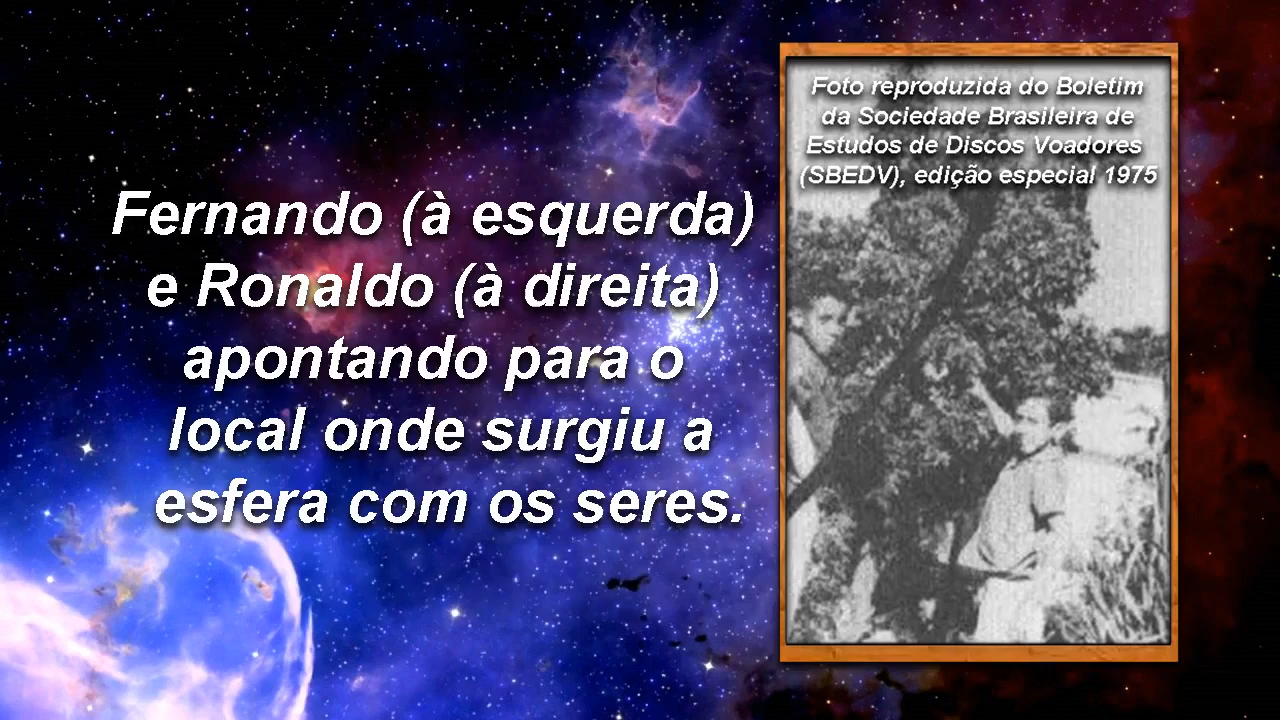 Fernando (à esquerda)
e Ronaldo (à direita)
apontando para o
local onde surgiu a
esfera com os seres.
Foto reproduzida do Boletim
da Sociedade Brasileira de
Estudos de Discos Voadores
(SBEDV), edição especial 1975